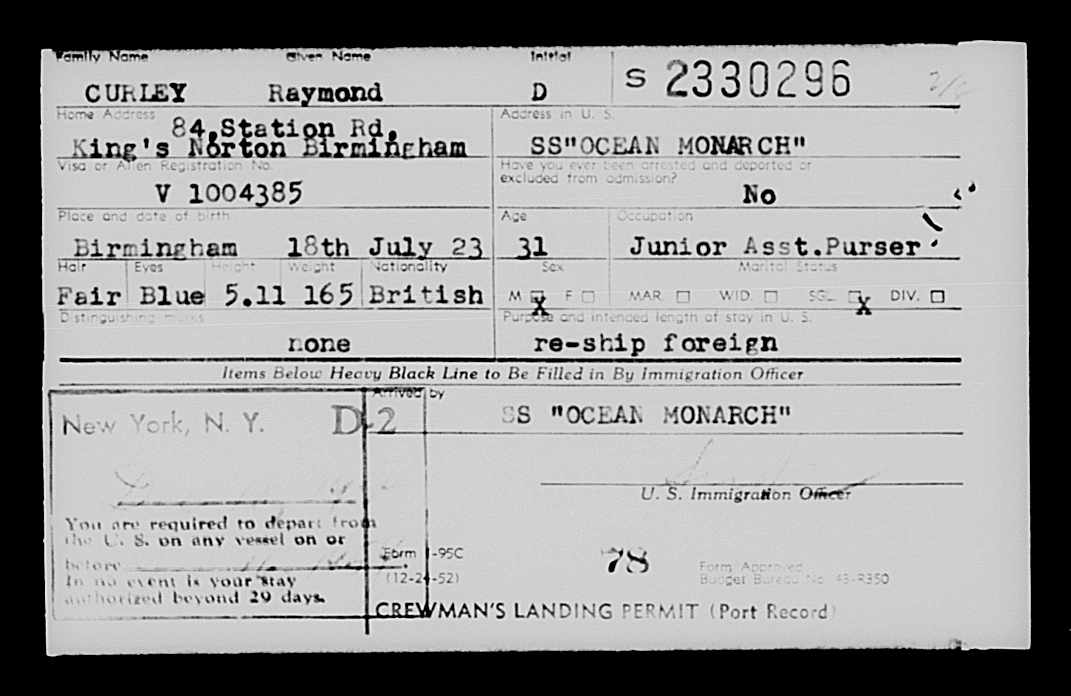 Family Name Given Name Initial
CURLEY Raymond D S 2330296
Home Address Address in U. S.
84,Station Rd,
King's Norton Birmingham SS"OCEAN MONARCH"
Visa or Alien Registration No. Have you ever been arrested and deported or
excluded from admission?
V 1004385 No
Place and date of birth Age Occupation
Birmingham 18th July 23 31 Junior Asst.Purser
Hair Eyes Height Weight Nationality Sex Marital Status
Fair Blue 5.11 165 British M X F MAR. WID. SGL. X DIV.
Distinguishing marks Purpose and intended length of stay in U. S.
none re-ship foreign
Items Below Heavy Black Line to Be Filled in By Immigration Officer
Arrived by
New York, N. Y. D-2 SS "OCEAN MONARCH"
U. S. Immigration Officer
You are required to depart from
the U. S. on any vessel on or
before
In no event is your stay
authorized beyond 29 days.
Form I-95C
(12-24-52)
78
Form Approved
Budget Bureau No. 43-R350
CREWMAN'S LANDING PERMIT (Port Record)